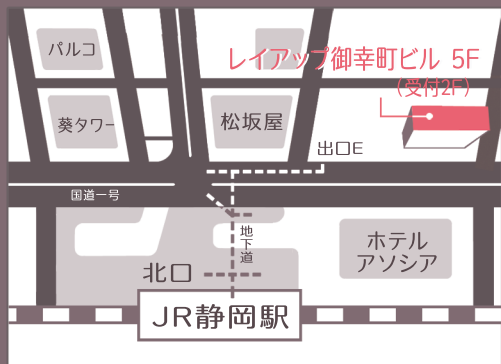 パルコ
レイアップ御幸町ビル 5F
(受付2F)
葵タワー
松坂屋
出口E
国道一号
地下道
ホテル
アソシア
北口
JR静岡駅